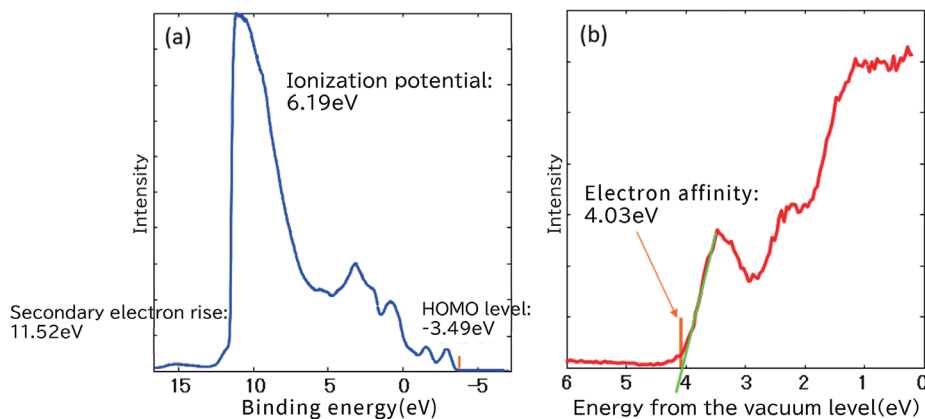 (a)
Ionization potential:
6.19eV
Intensity
Secondary electron rise:
11.52eV
HOMO level:
-3.49eV
15 10 5 0 -5
Binding energy(eV)
(b)
Electron affinity:
4.03eV
Intensity
6 5 4 3 2 1 0
Energy from the vacuum level(eV)